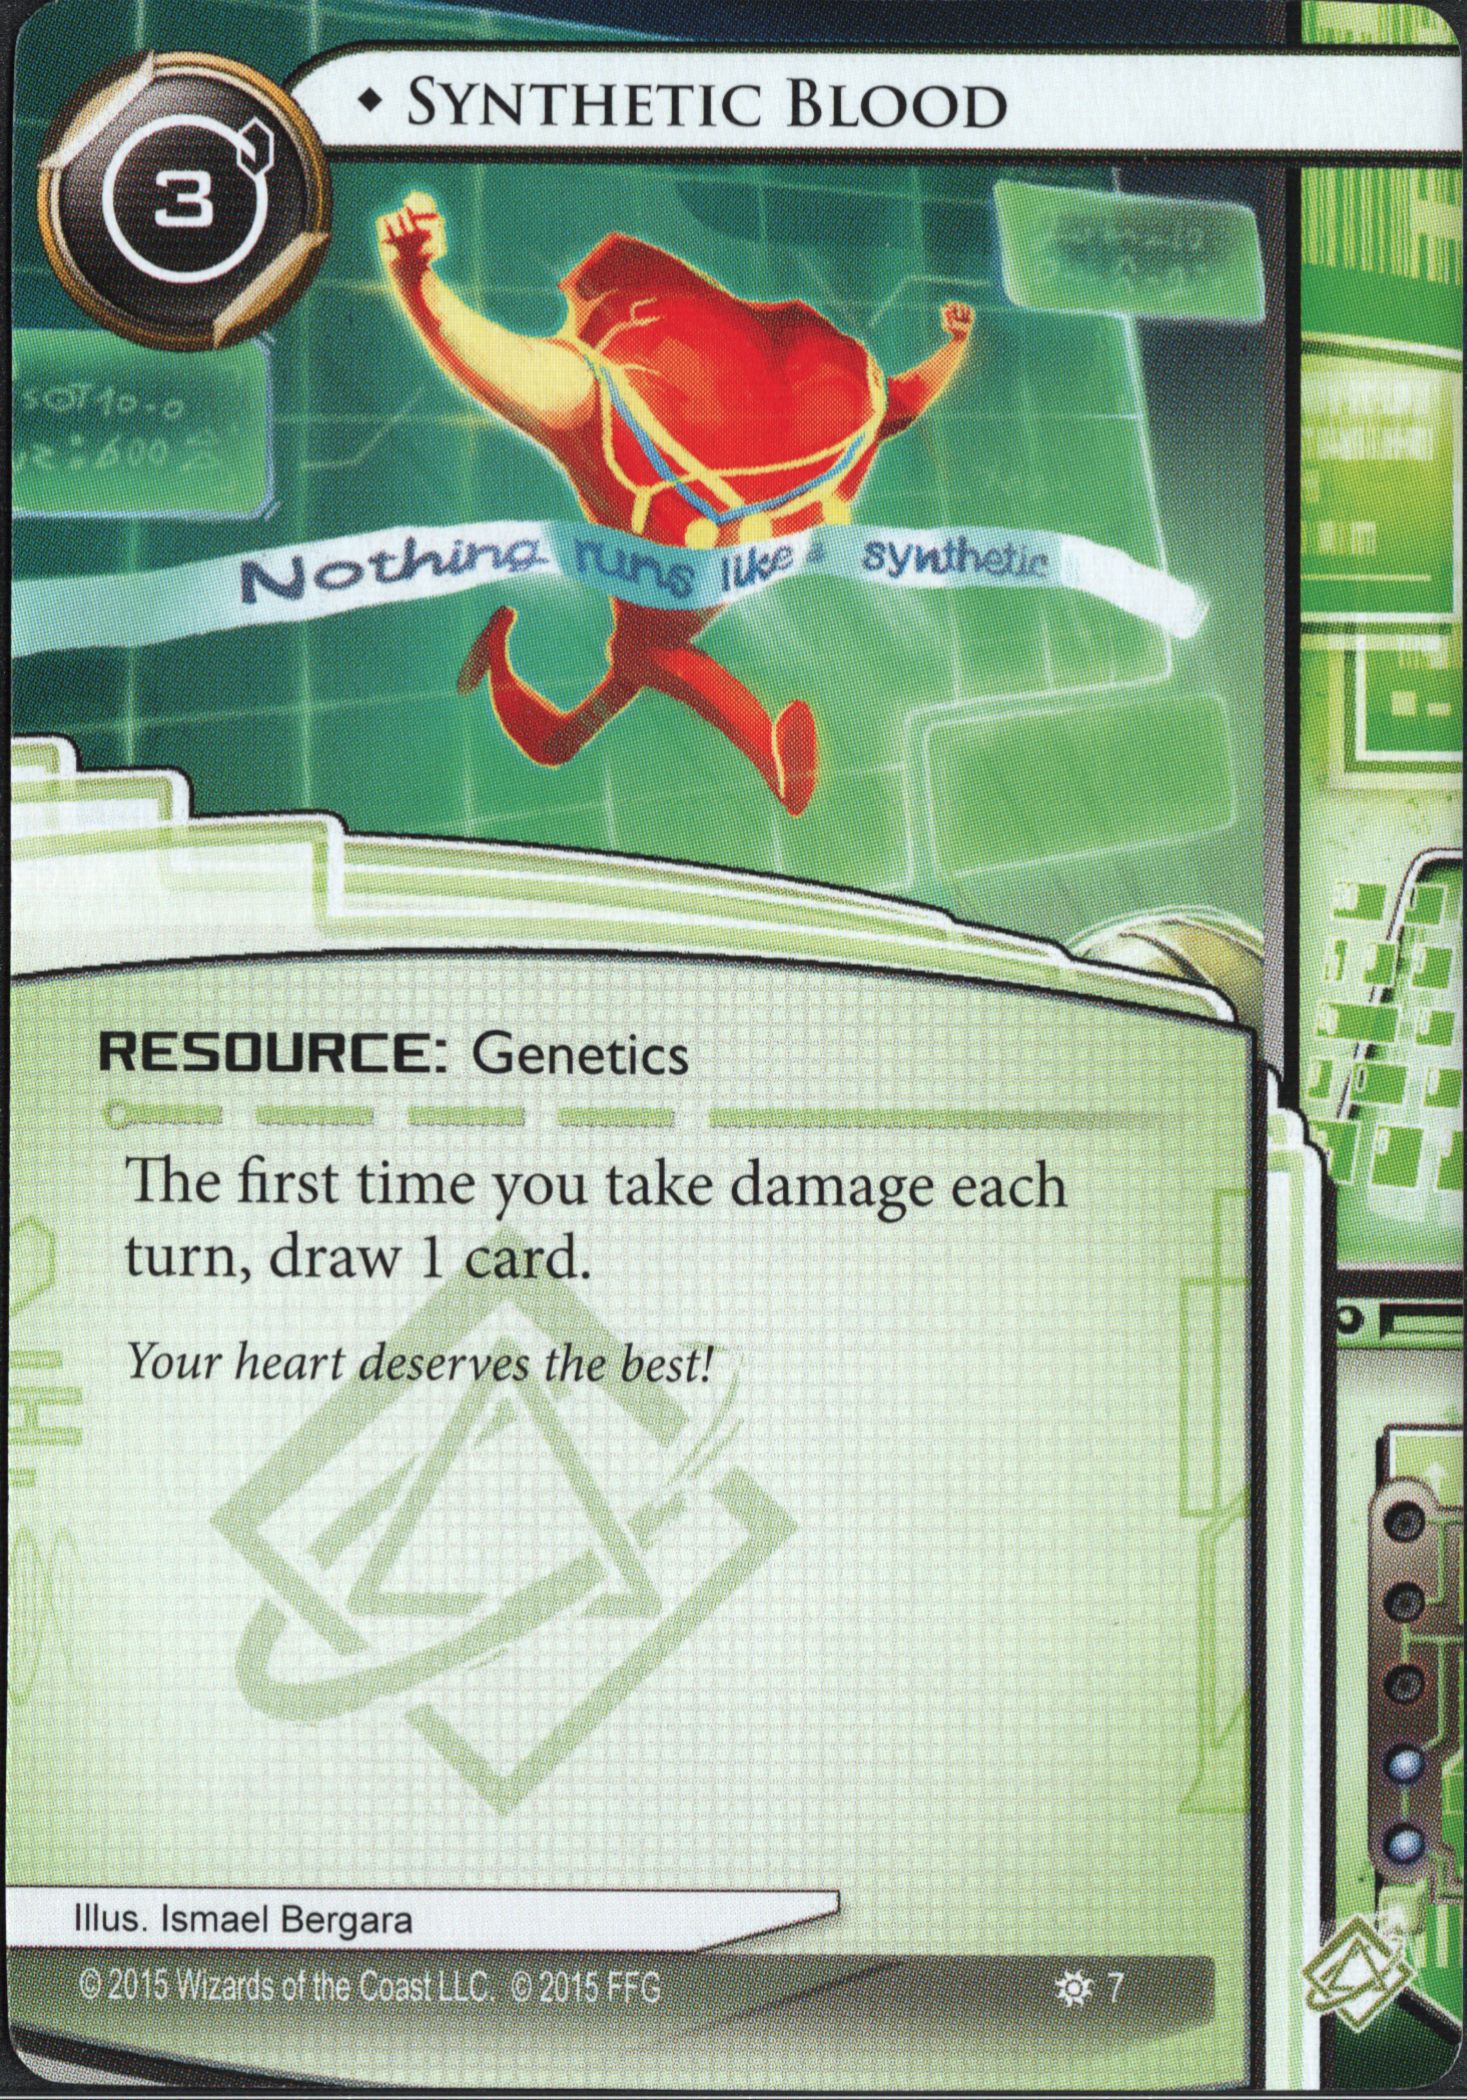 3
◆ Synthetic Blood
Nothing runs like a synthetic
RESOURCE: Genetics
The first time you take damage each
turn, draw 1 card.
Your heart deserves the best!
Illus. Ismael Bergara
© 2015 Wizards of the Coast LLC. © 2015 FFG
7